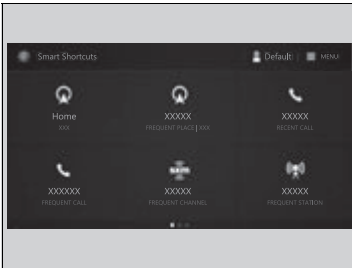 Smart Shortcuts
Default
MENU
Home
XXX
XXXXX
FREQUENT PLACE | XXX
XXXXX
RECENT CALL
XXXXXX
FREQUENT CALL
XXXXX
FREQUENT CHANNEL
XXXXX
FREQUENT STATION